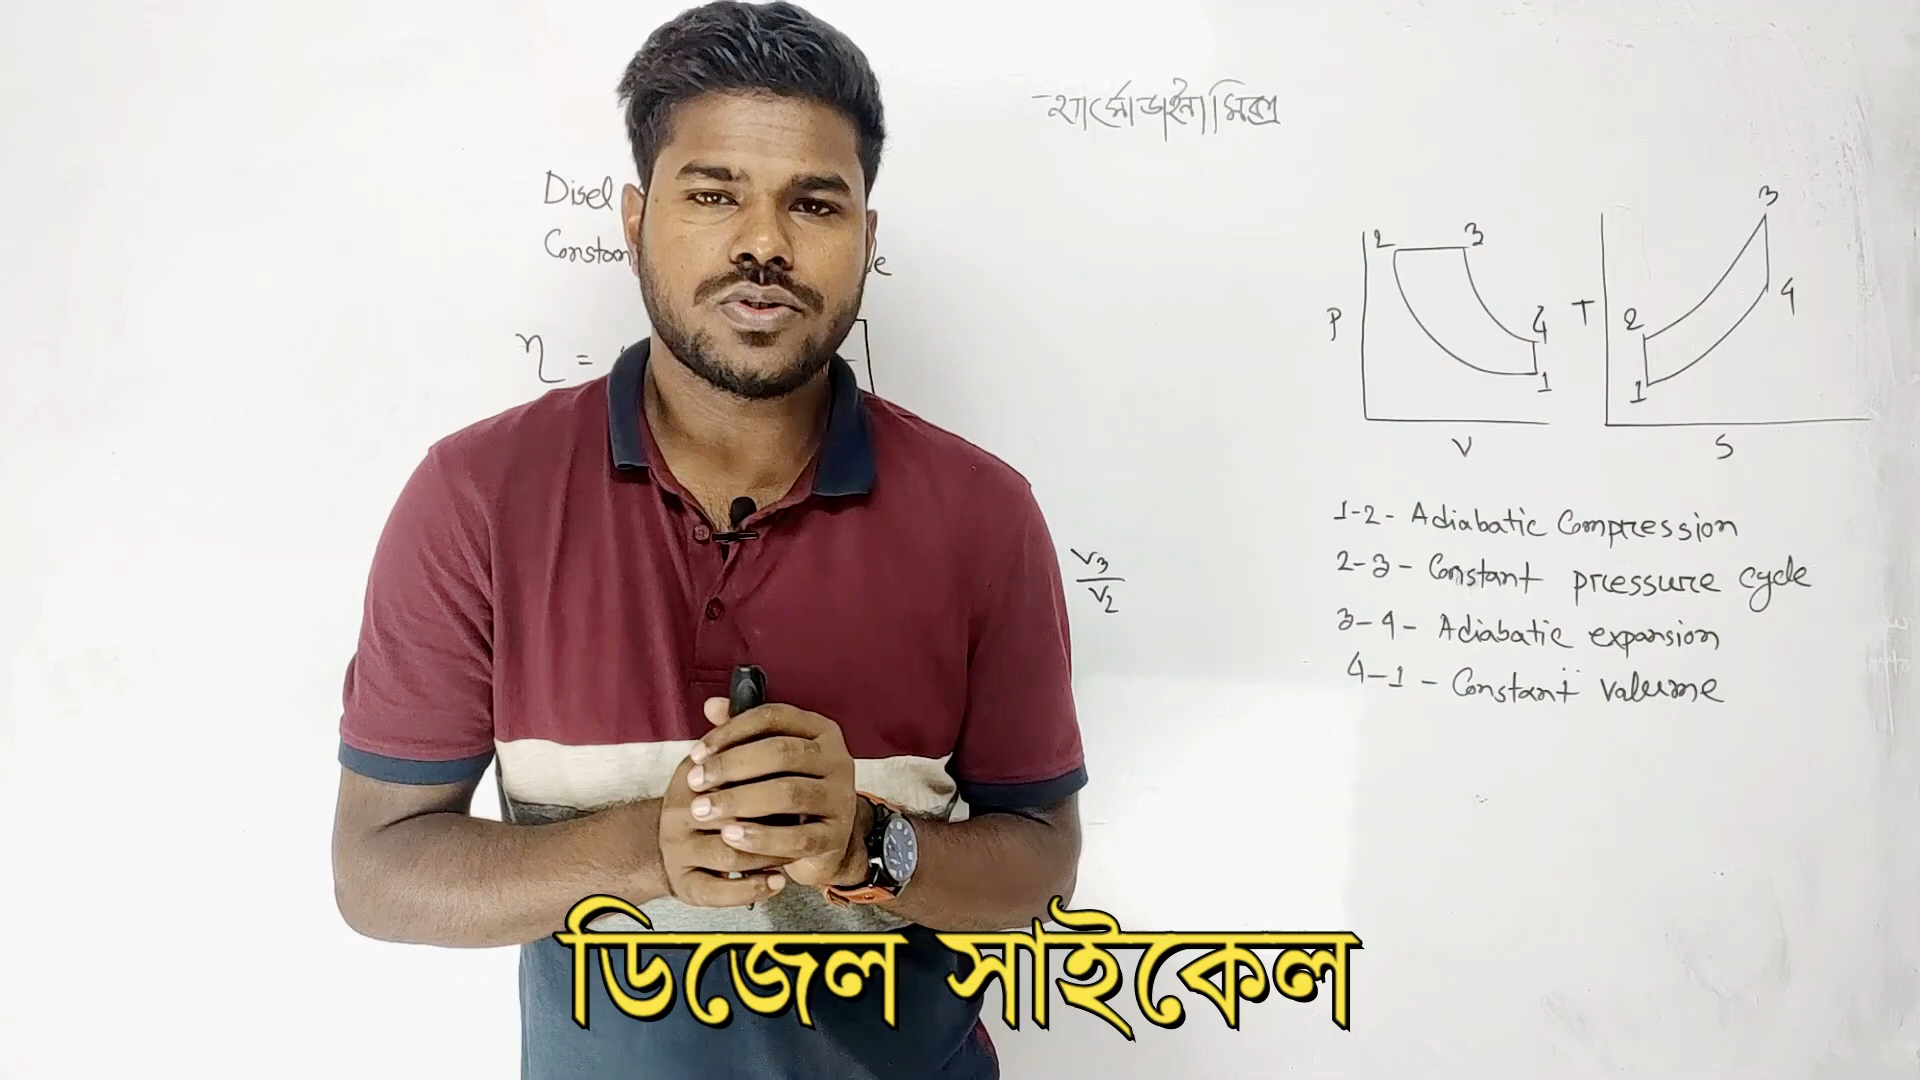 থার্মোডাইনামিক্স
Disel
Constan
e
η =
P
V
2
3
4
1
T
S
2
3
4
1
V3
V2
1-2- Adiabatic Compression
2-3- Constant pressure cycle
3-4- Adiabatic expansion
4-1- Constant valume
ডিজেল সাইকেল